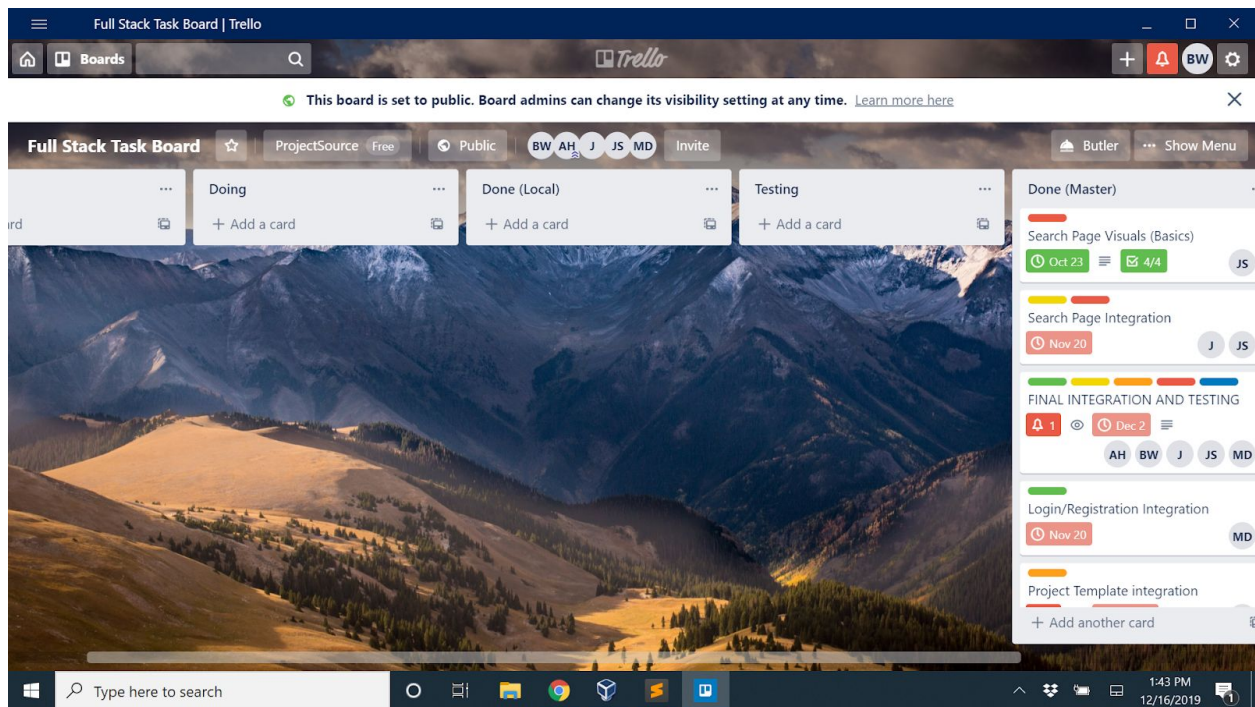 Full Stack Task Board | Trello
Boards
Trello
BW
This board is set to public. Board admins can change its visibility setting at any time. Learn more here
Full Stack Task Board
ProjectSource Free
Public
BW AH J JS MD
Invite
Butler
Show Menu
Doing
Done (Local)
Testing
Done (Master)
rd
+ Add a card
+ Add a card
+ Add a card
Search Page Visuals (Basics)
Oct 23
4/4
JS
Search Page Integration
Nov 20
J JS
FINAL INTEGRATION AND TESTING
1
Dec 2
AH BW J JS MD
Login/Registration Integration
Nov 20
MD
Project Template integration
+ Add another card
Type here to search
1:43 PM
12/16/2019
1